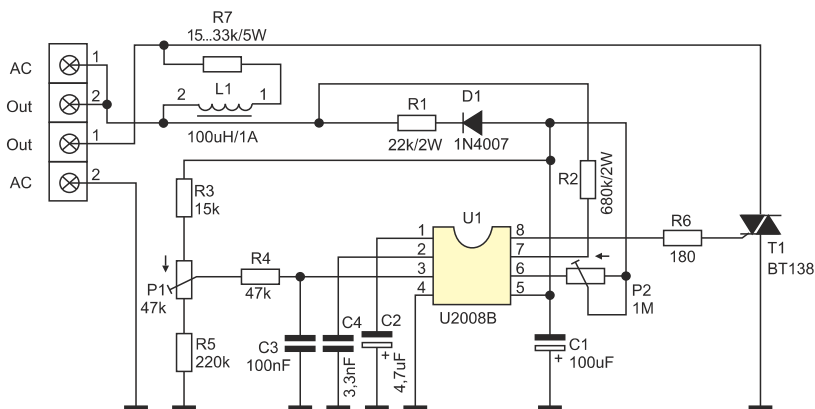 R7
15...33k/5W
AC 1
L1
2 1
Out 2
R1 D1
Out 1
100uH/1A
22k/2W 1N4007
AC 2
R2 680k/2W
R3
15k
U1
R6
1 8
180
T1
BT138
2 7
R4
3 6
P1
47k
47k
4 5
P2
1M
U2008B
R5
220k
C3
100nF
C4
3,3nF
C2
+
4,7uF
C1
+ 100uF